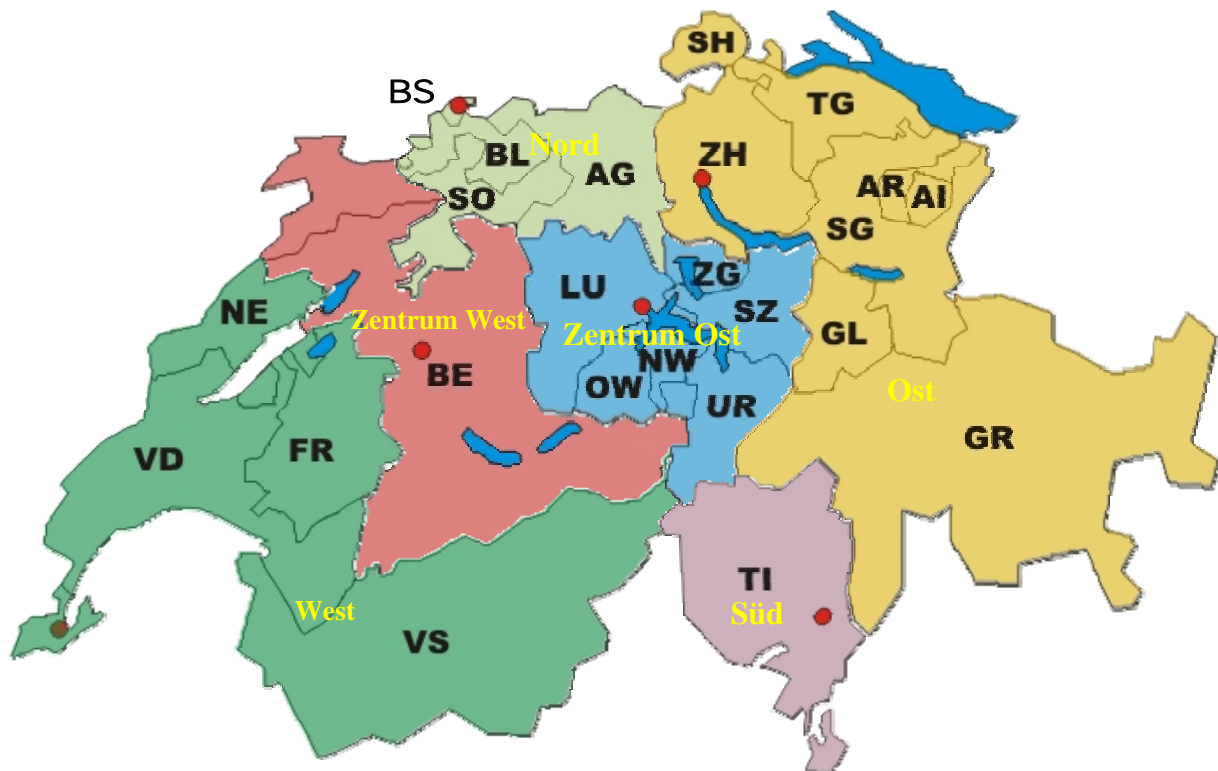 SH
BS
TG
Nord
BL
ZH
AG
AR
AI
SO
SG
ZG
LU
SZ
NE
Zentrum West
Zentrum Ost
GL
NW
BE
OW
Ost
UR
GR
FR
VD
TI
West
Süd
VS